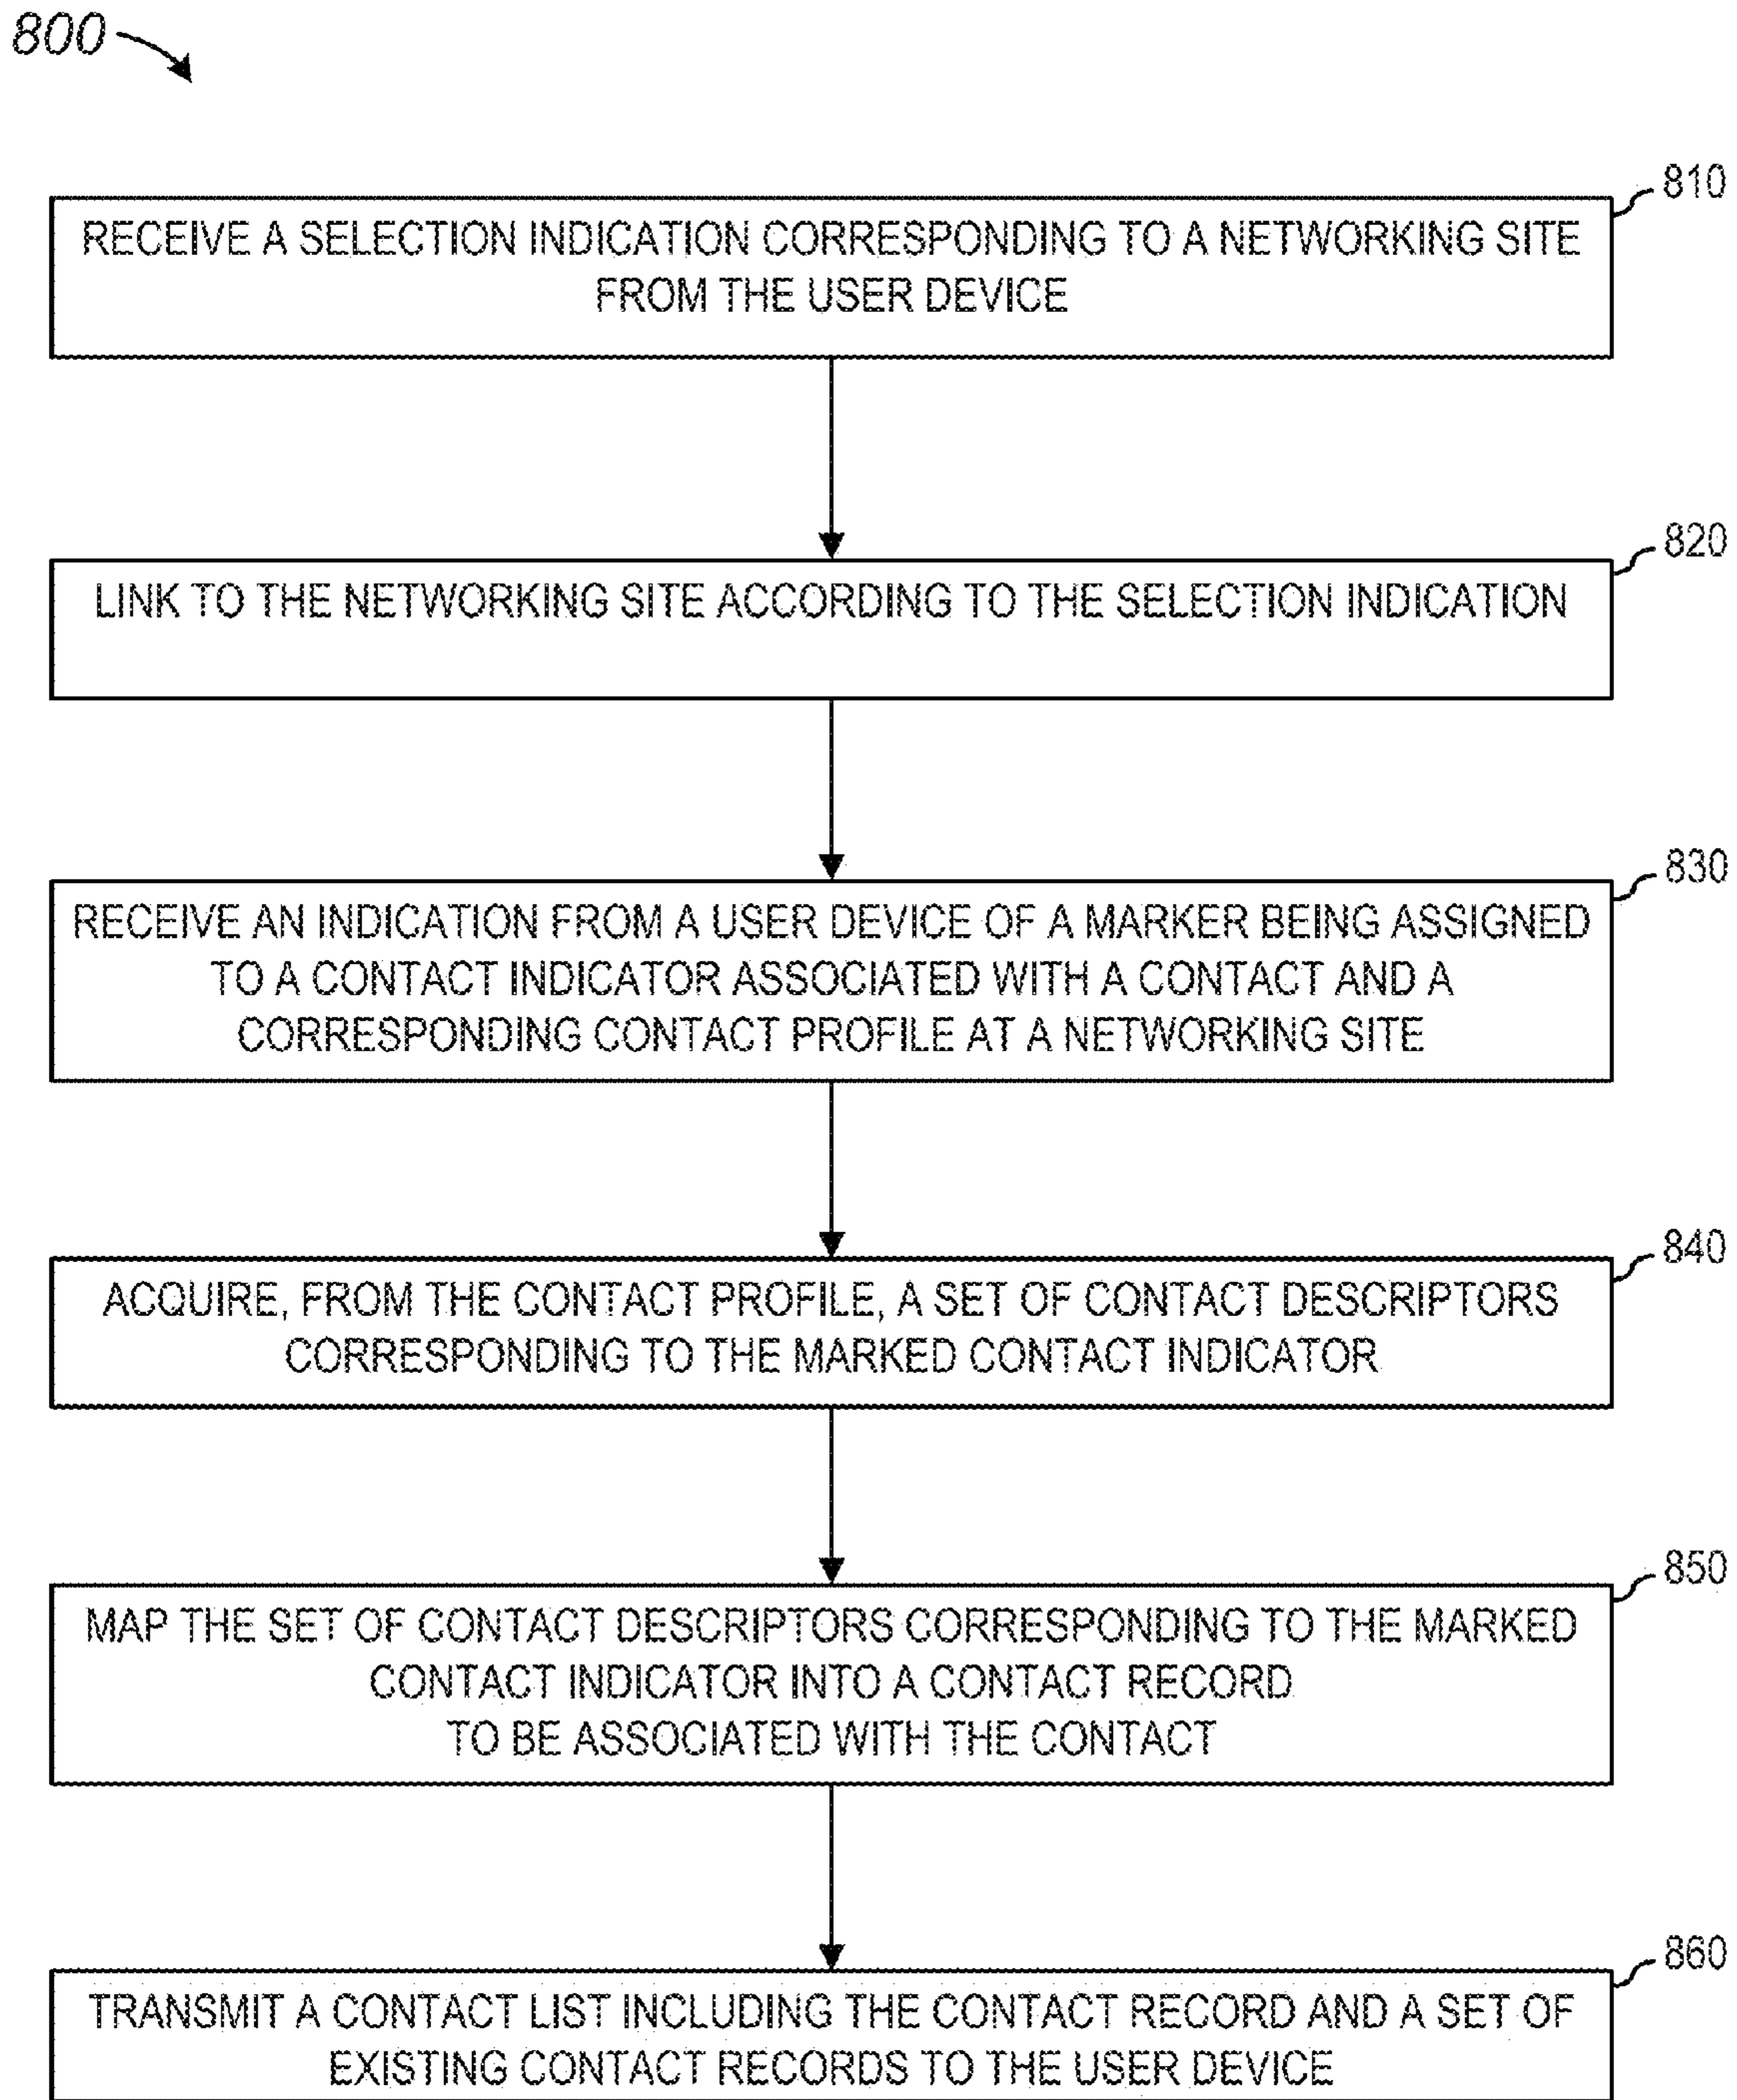 800
810
RECEIVE A SELECTION INDICATION CORRESPONDING TO A NETWORKING SITE
FROM THE USER DEVICE
820
LINK TO THE NETWORKING SITE ACCORDING TO THE SELECTION INDICATION
830
RECEIVE AN INDICATION FROM A USER DEVICE OF A MARKER BEING ASSIGNED
TO A CONTACT INDICATOR ASSOCIATED WITH A CONTACT AND A
CORRESPONDING CONTACT PROFILE AT A NETWORKING SITE
840
ACQUIRE, FROM THE CONTACT PROFILE, A SET OF CONTACT DESCRIPTORS
CORRESPONDING TO THE MARKED CONTACT INDICATOR
850
MAP THE SET OF CONTACT DESCRIPTORS CORRESPONDING TO THE MARKED
CONTACT INDICATOR INTO A CONTACT RECORD
TO BE ASSOCIATED WITH THE CONTACT
860
TRANSMIT A CONTACT LIST INCLUDING THE CONTACT RECORD AND A SET OF
EXISTING CONTACT RECORDS TO THE USER DEVICE